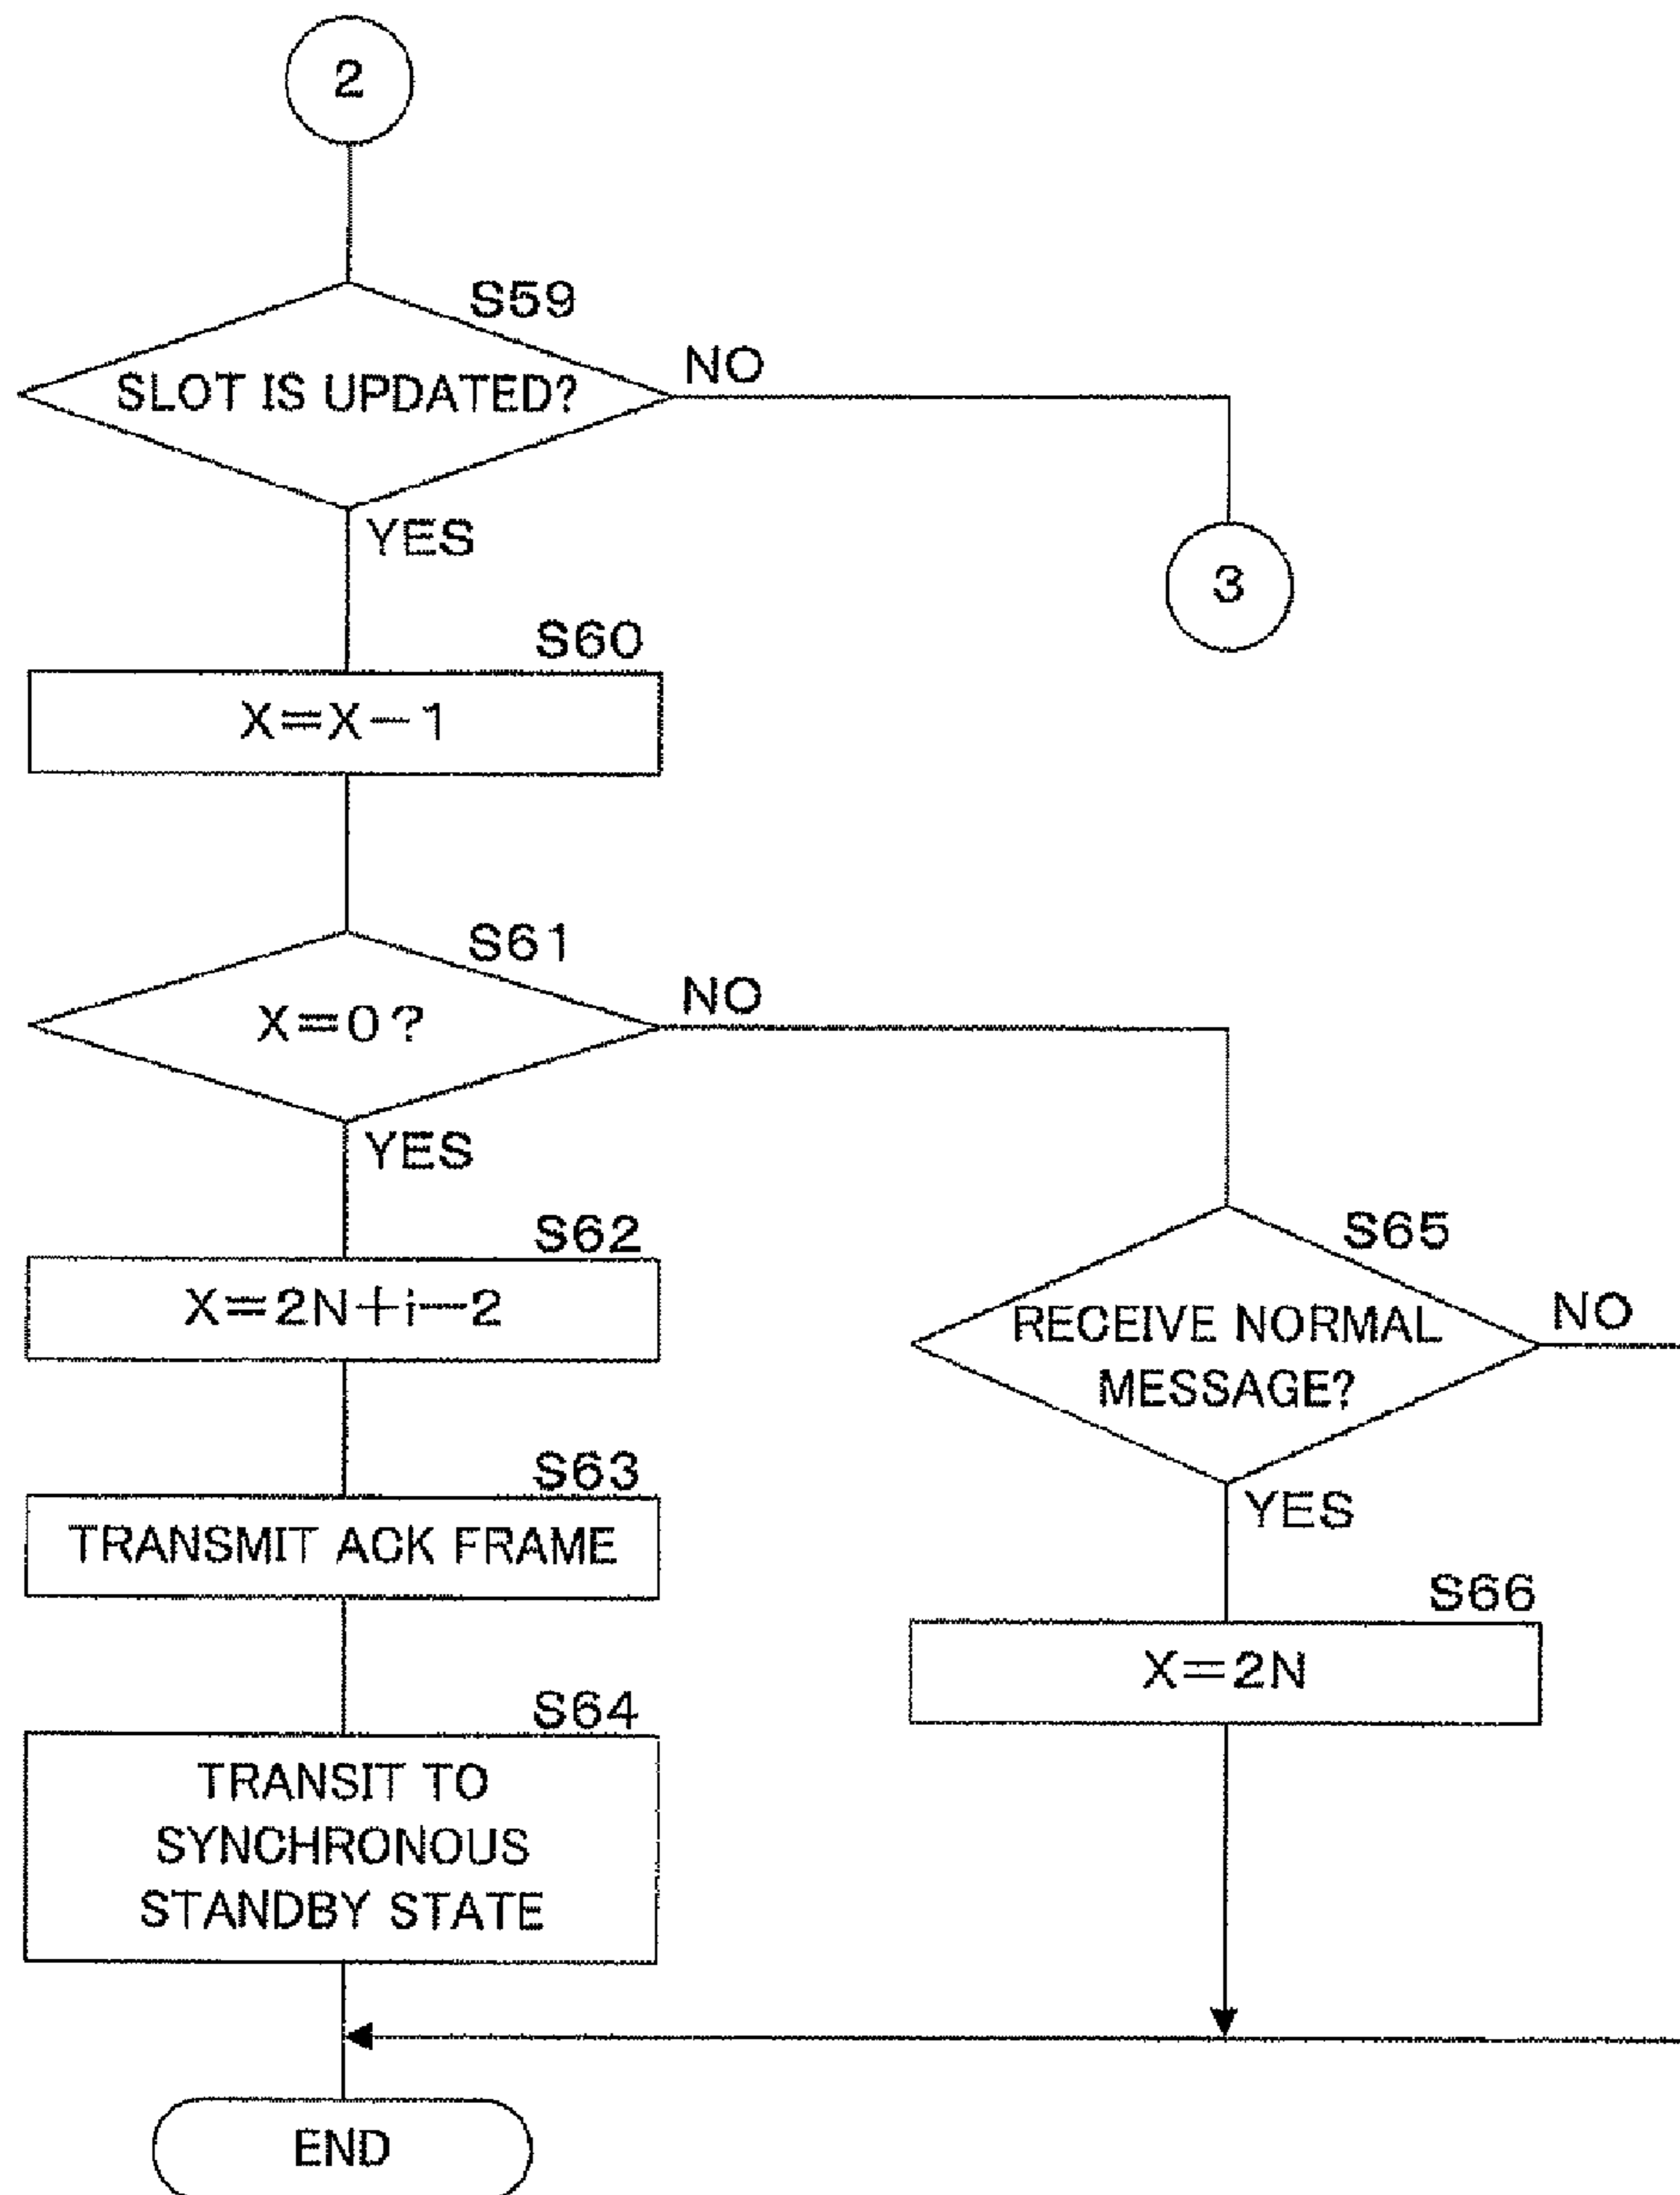 2
S59
SLOT IS UPDATED?
NO
YES
3
S60
X=X-1
S61
X=0?
NO
YES
S62
X=2N+i-2
S65
RECEIVE NORMAL
MESSAGE?
NO
YES
S63
TRANSMIT ACK FRAME
S66
X=2N
S64
TRANSIT TO
SYNCHRONOUS
STANDBY STATE
END